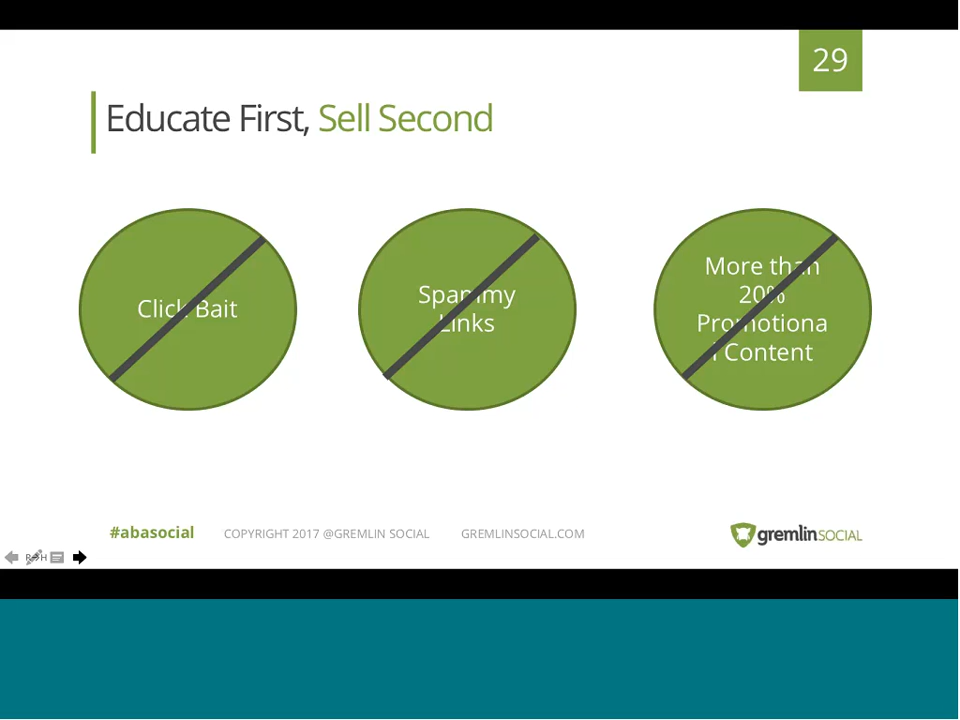 29
Educate First, Sell Second
Click Bait
Spammy
Links
More than
20%
Promotiona
l Content
#abasocial COPYRIGHT 2017 @GREMLIN SOCIAL GREMLINSOCIAL.COM
gremlinSOCIAL